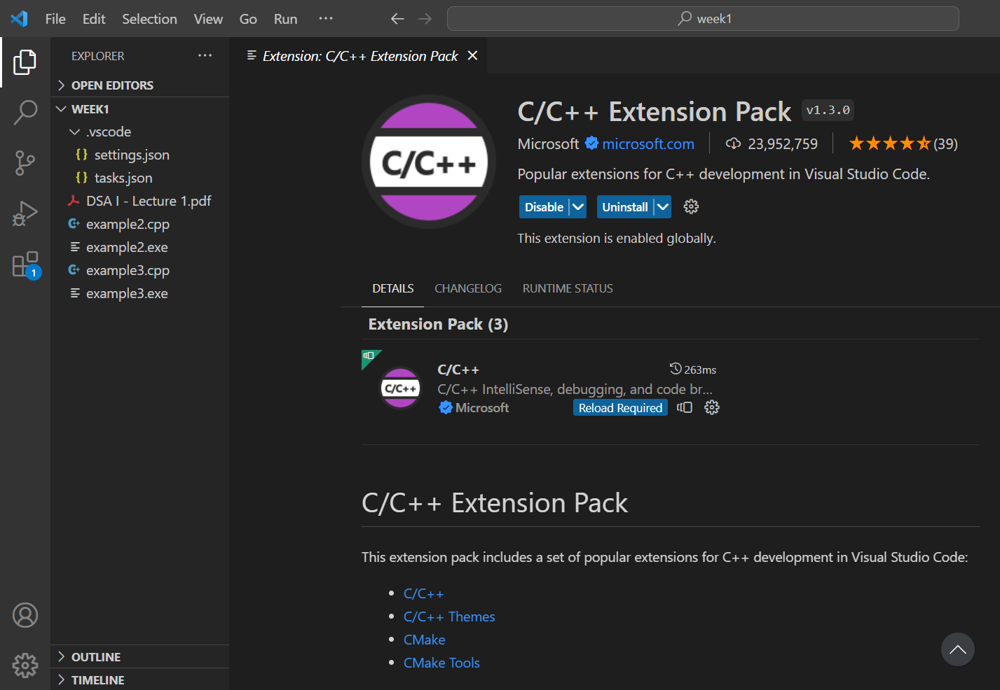 File Edit Selection View Go Run ···
week1
EXPLORER ···
OPEN EDITORS
WEEK1
.vscode
{} settings.json
{} tasks.json
DSA I - Lecture 1.pdf
example2.cpp
example2.exe
example3.cpp
example3.exe
OUTLINE
TIMELINE
1
Extension: C/C++ Extension Pack
C/C++
C/C++ Extension Pack v1.3.0
Microsoft microsoft.com 23,952,759 (39)
Popular extensions for C++ development in Visual Studio Code.
Disable Uninstall
This extension is enabled globally.
DETAILS CHANGELOG RUNTIME STATUS
Extension Pack (3)
C/C++
C/C++ 263ms
C/C++ IntelliSense, debugging, and code br...
Microsoft Reload Required
C/C++ Extension Pack
This extension pack includes a set of popular extensions for C++ development in Visual Studio Code:
• C/C++
• C/C++ Themes
• CMake
• CMake Tools